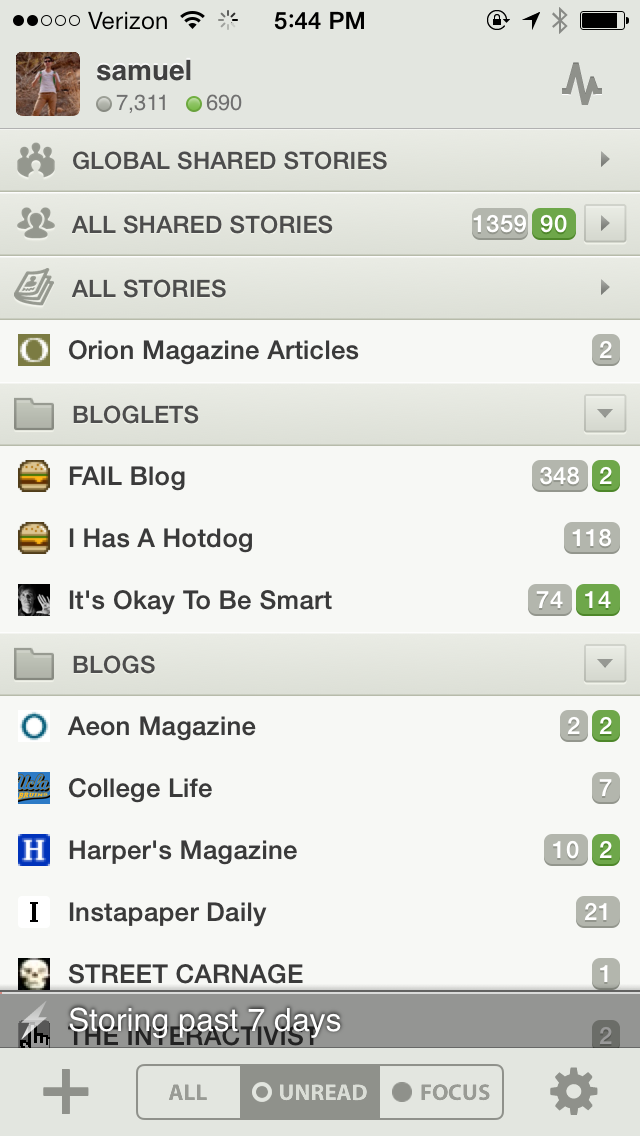 Verizon 5:44 PM
samuel
7,311 690
GLOBAL SHARED STORIES
ALL SHARED STORIES 1359 90
ALL STORIES
Orion Magazine Articles 2
BLOGLETS
FAIL Blog 348 2
I Has A Hotdog 118
It's Okay To Be Smart 74 14
BLOGS
Aeon Magazine 2 2
College Life 7
H Harper's Magazine 10 2
I Instapaper Daily 21
STREET CARNAGE 1
Storing past 7 days
THE INTERACTIVIST 2
ALL UNREAD FOCUS